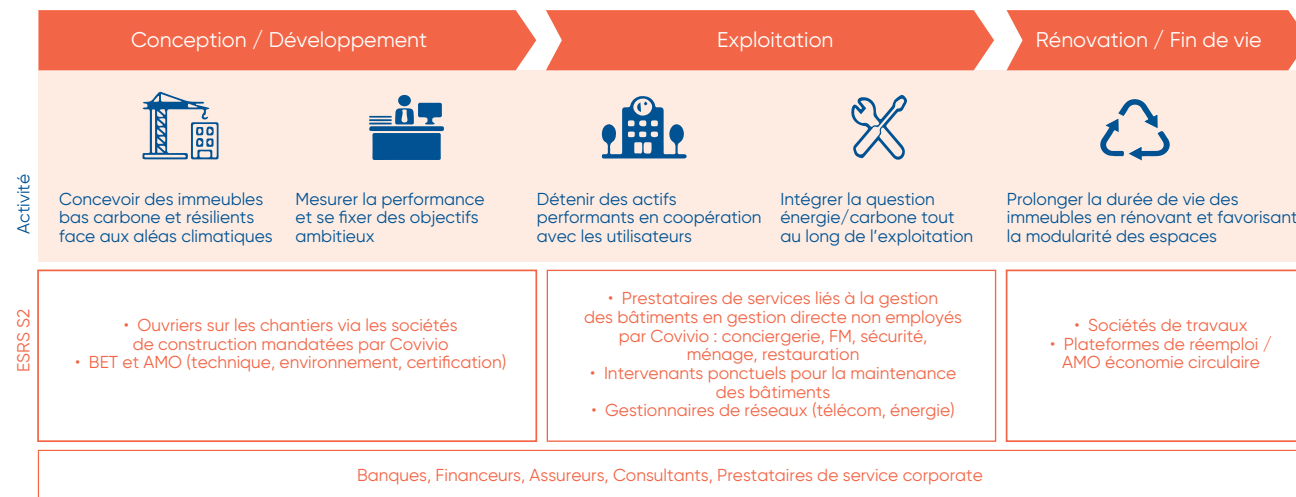 Conception / Développement
Exploitation
Rénovation / Fin de vie
Activité
Concevoir des immeubles
bas carbone et résilients
face aux aléas climatiques
Mesurer la performance
et se fixer des objectifs
ambitieux
Détenir des actifs
performants en coopération
avec les utilisateurs
Intégrer la question
énergie/carbone tout
au long de l'exploitation
Prolonger la durée de vie des
immeubles en rénovant et favorisant
la modularité des espaces
ESRS S2
• Ouvriers sur les chantiers via les sociétés
de construction mandatées par Covivio
• BET et AMO (technique, environnement, certification)
• Prestataires de services liés à la gestion
des bâtiments en gestion directe non employés
par Covivio : conciergerie, FM, sécurité,
ménage, restauration
• Intervenants ponctuels pour la maintenance
des bâtiments
• Gestionnaires de réseaux (télécom, énergie)
• Sociétés de travaux
• Plateformes de réemploi /
AMO économie circulaire
Banques, Financeurs, Assureurs, Consultants, Prestataires de service corporate